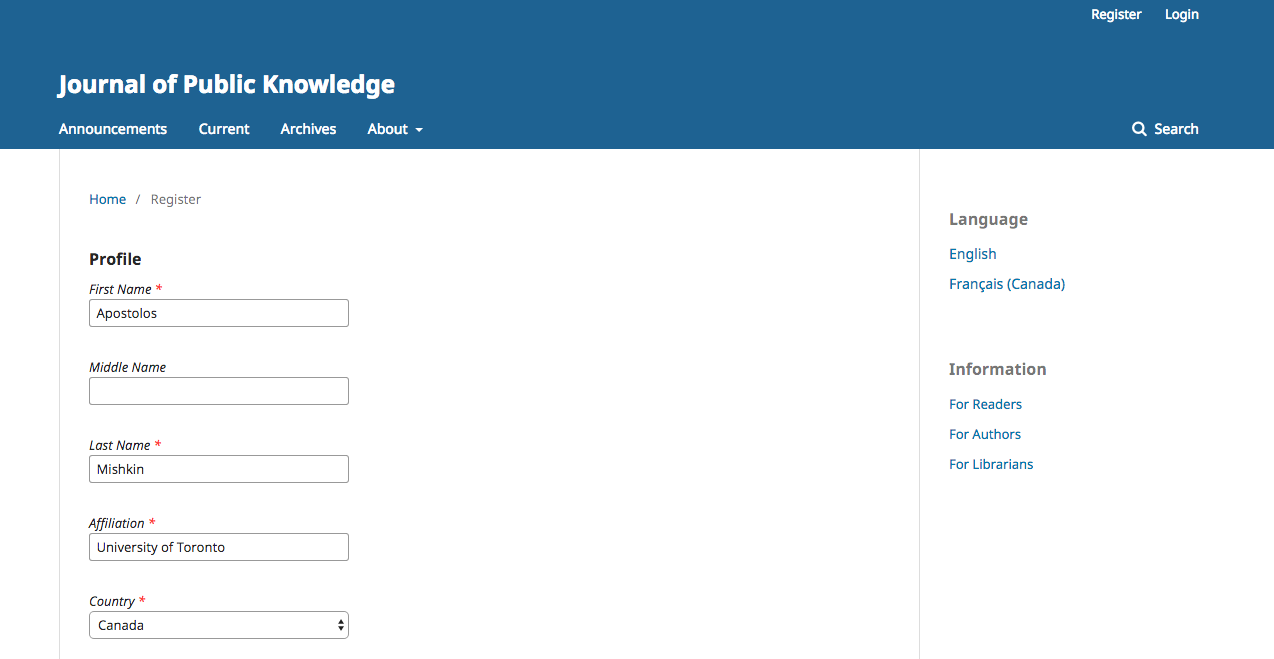 Register Login
Journal of Public Knowledge
Announcements Current Archives About Search
Home / Register
Profile
First Name *
Apostolos
Middle Name
Last Name *
Mishkin
Affiliation *
University of Toronto
Country *
Canada
Language
English
Français (Canada)
Information
For Readers
For Authors
For Librarians